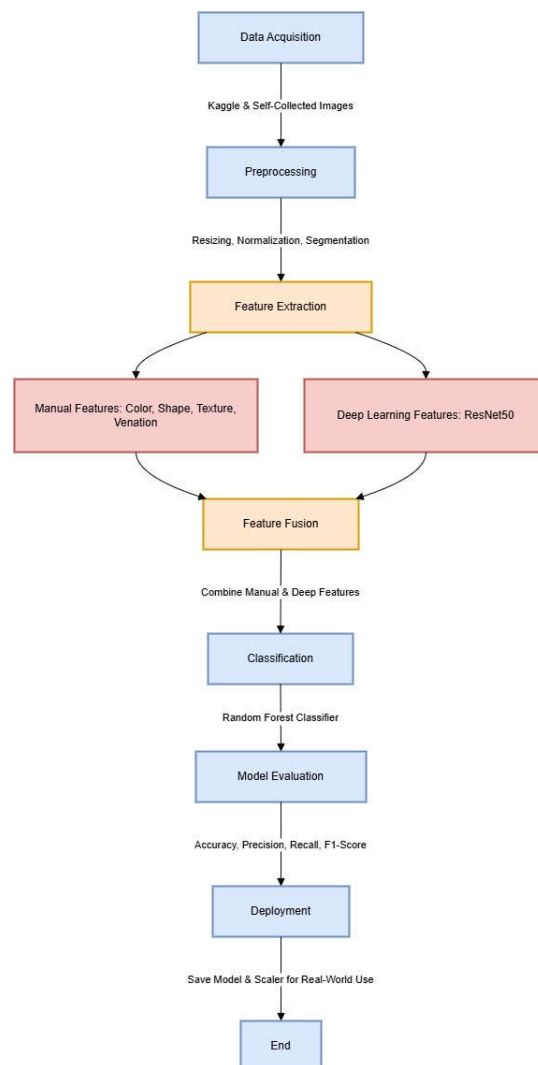 Data Acquisition
Kaggle & Self-Collected Images
Preprocessing
Resizing, Normalization, Segmentation
Feature Extraction
Manual Features: Color, Shape, Texture,
Venation
Deep Learning Features: ResNet50
Feature Fusion
Combine Manual & Deep Features
Classification
Random Forest Classifier
Model Evaluation
Accuracy, Precision, Recall, F1-Score
Deployment
Save Model & Scaler for Real-World Use
End